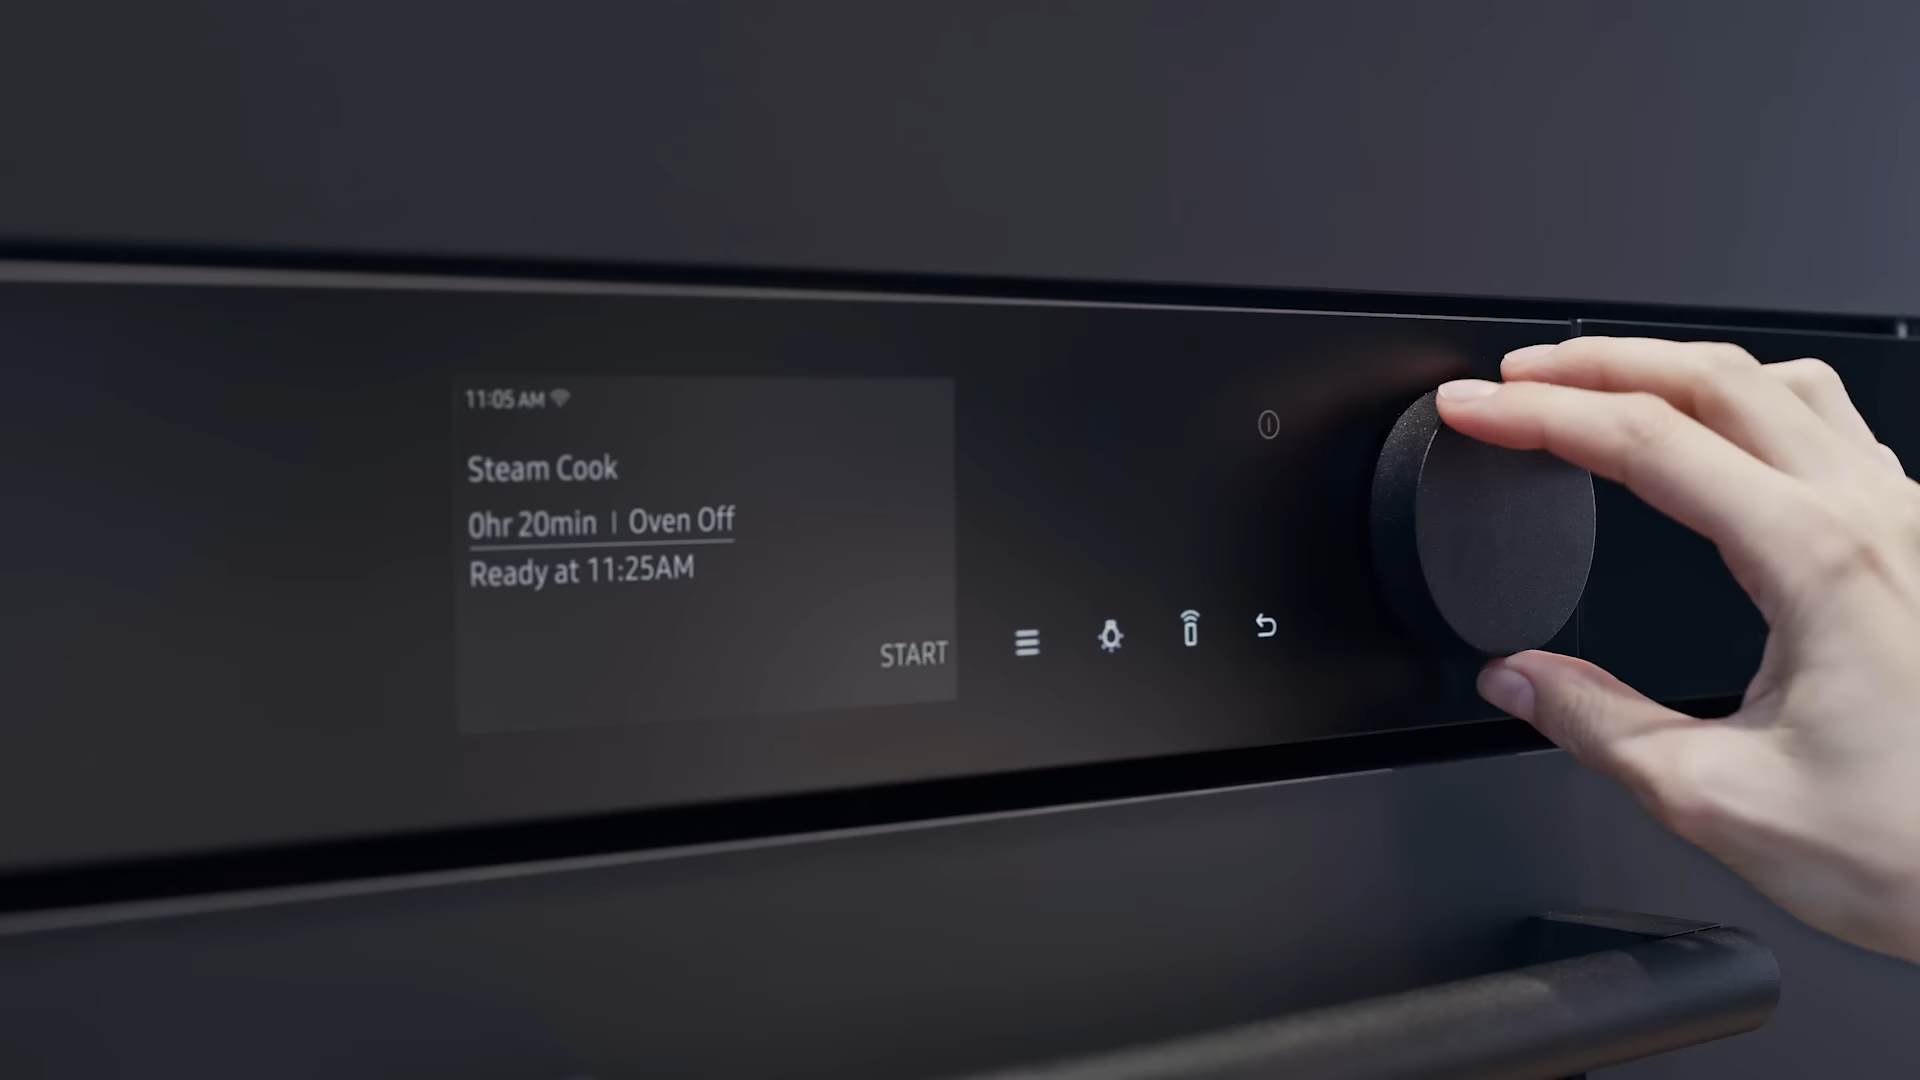 11:05 AM
Steam Cook
0hr 20min | Oven Off
Ready at 11:25AM
START